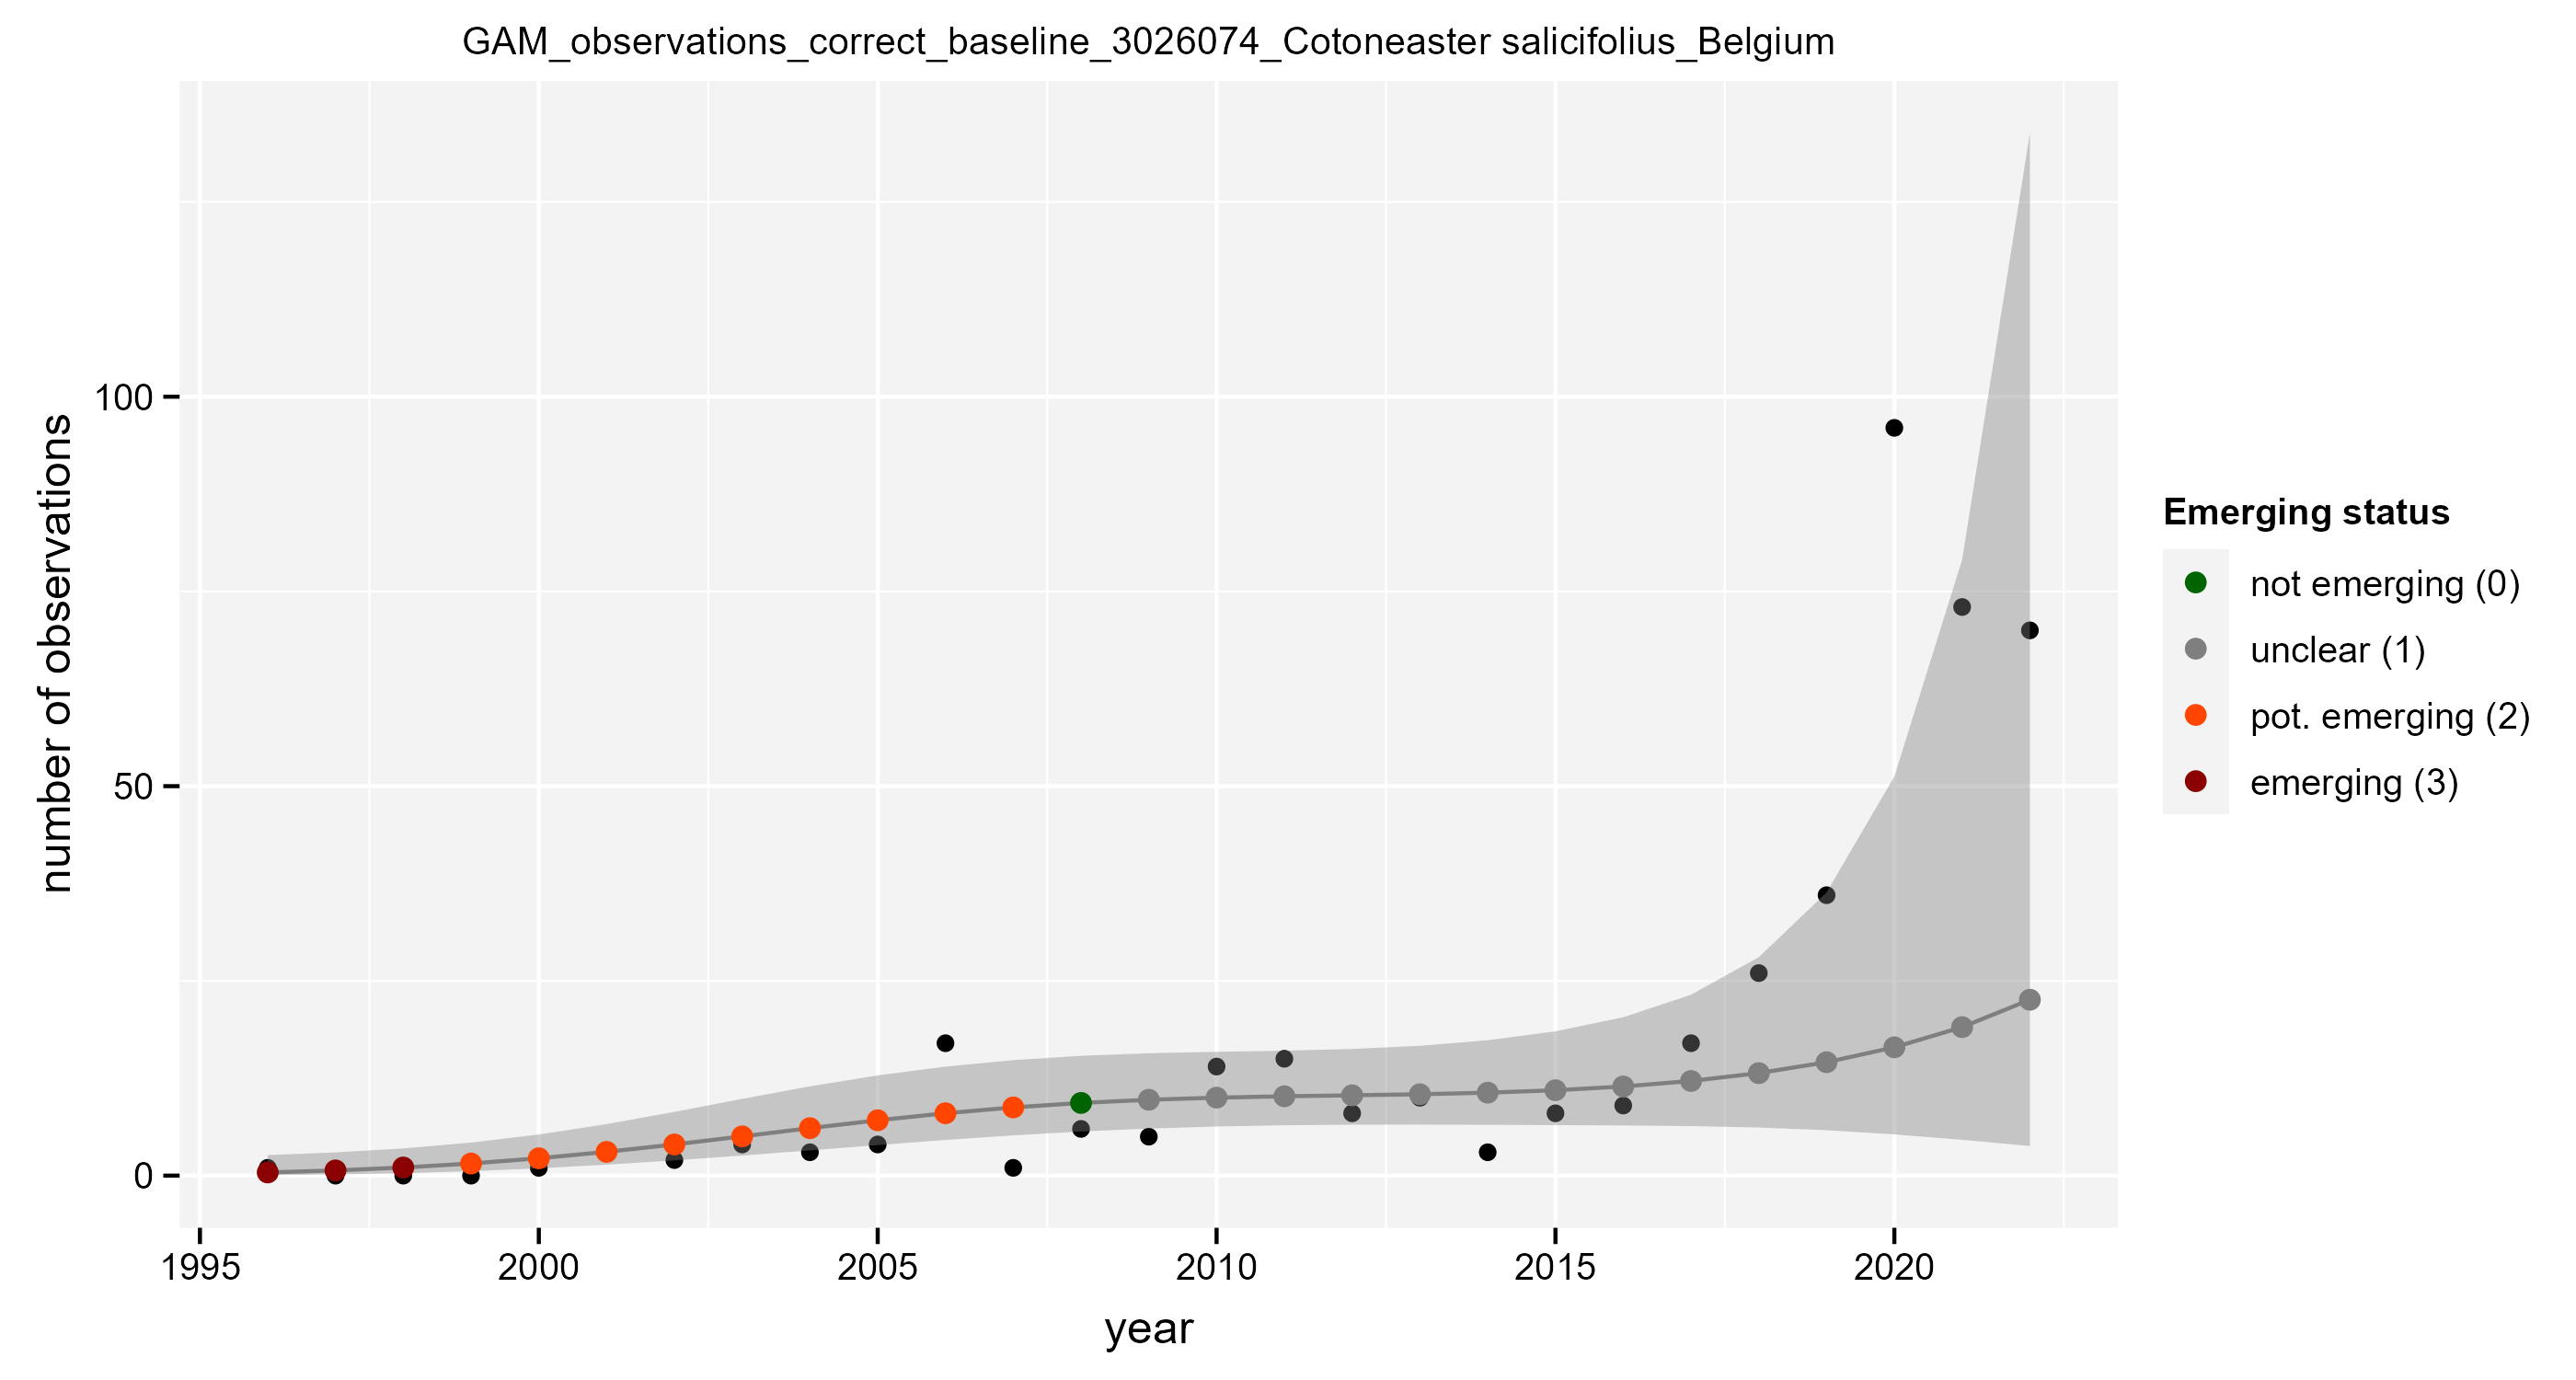 GAM_observations_correct_baseline_3026074_Cotoneaster salicifolius_Belgium
number of observations
100
50
0
1995
2000
2005
2010
2015
2020
year
Emerging status
not emerging (0)
unclear (1)
pot. emerging (2)
emerging (3)